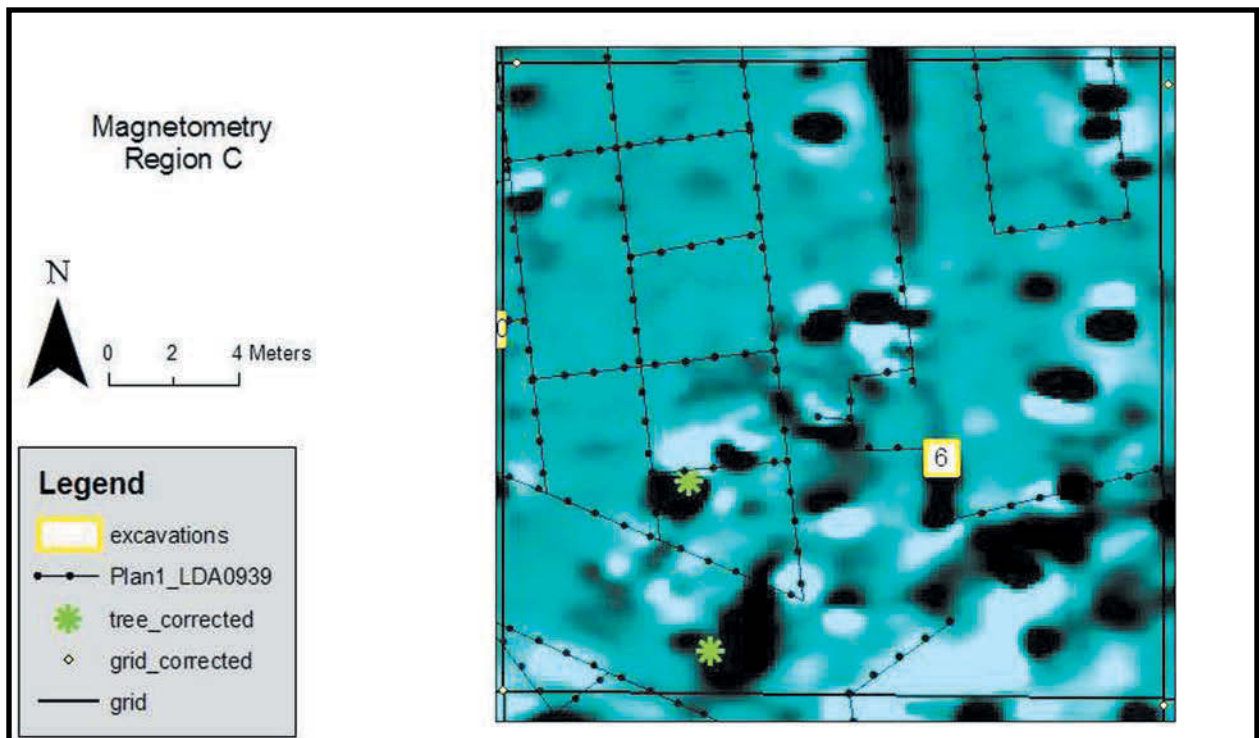 Magnetometry
Region C
N
0 2 4 Meters
Legend
excavations
Plan1_LDA0939
tree_corrected
grid_corrected
grid
6